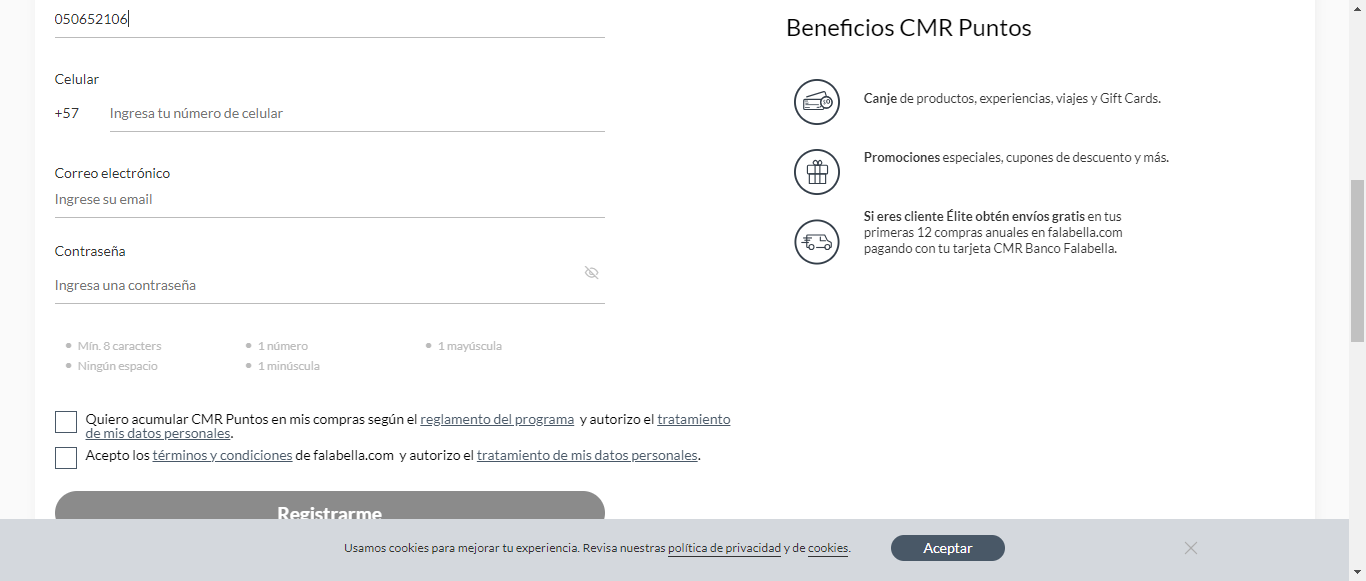 050652106
Celular
+57 Ingresa tu número de celular
Correo electrónico
Ingrese su email
Contraseña
Ingresa una contraseña
Mín. 8 caracters
1 número
1 mayúscula
Ningún espacio
1 minúscula
Quiero acumular CMR Puntos en mis compras según el reglamento del programa y autorizo el tratamiento
de mis datos personales.
Acepto los términos y condiciones de falabella.com y autorizo el tratamiento de mis datos personales.
Registrarme
Beneficios CMR Puntos
Canje de productos, experiencias, viajes y Gift Cards.
Promociones especiales, cupones de descuento y más.
Si eres cliente Élite obtén envíos gratis en tus
primeras 12 compras anuales en falabella.com
pagando con tu tarjeta CMR Banco Falabella.
Usamos cookies para mejorar tu experiencia. Revisa nuestras política de privacidad y de cookies.
Aceptar